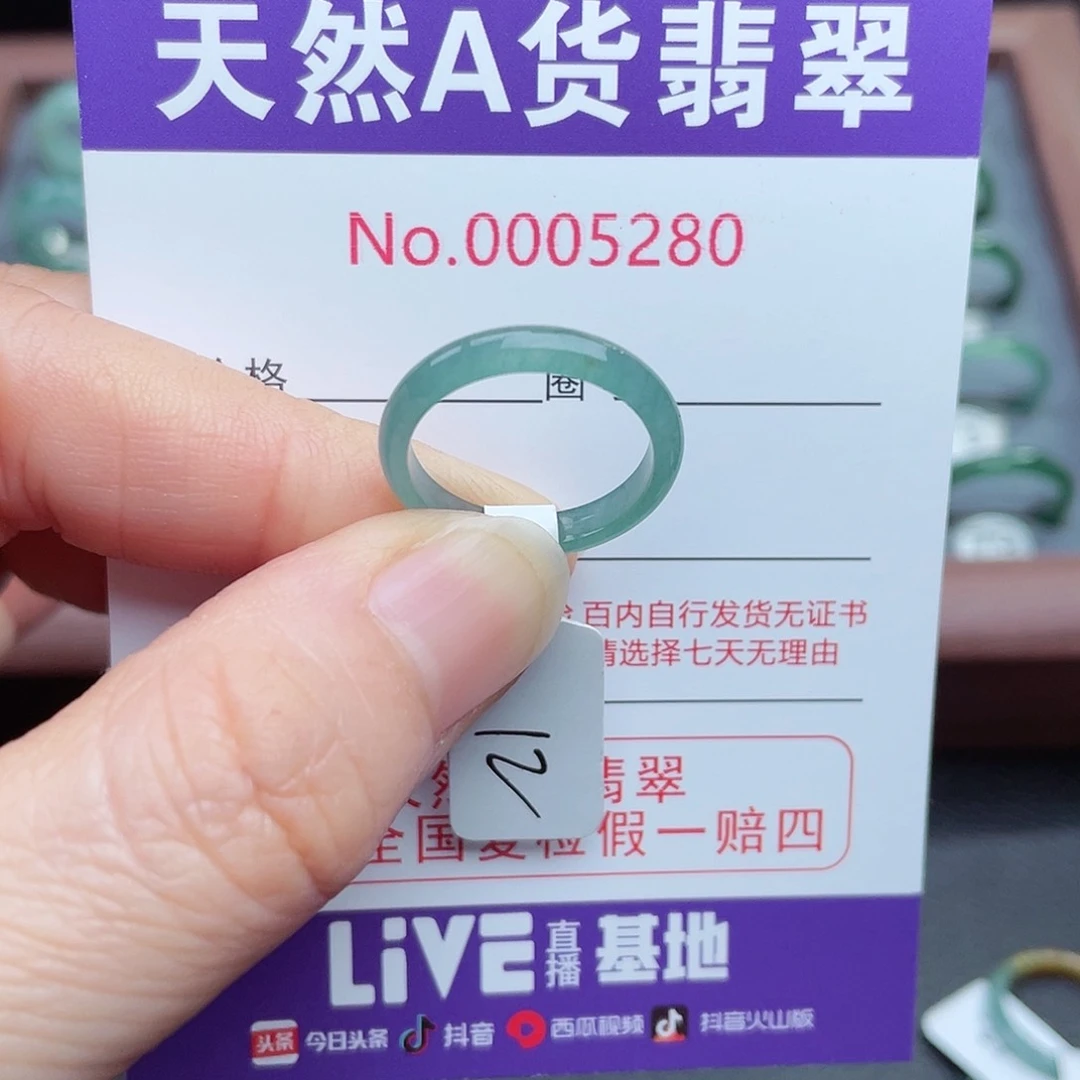 天然A货翡翠
No.0005280
格 圈
百内自行发货无证书
请选择七天无理由
翡翠
全国复检假一赔四
LiVE直播基地
头条 今日头条 抖音 西瓜视频 抖音火山版